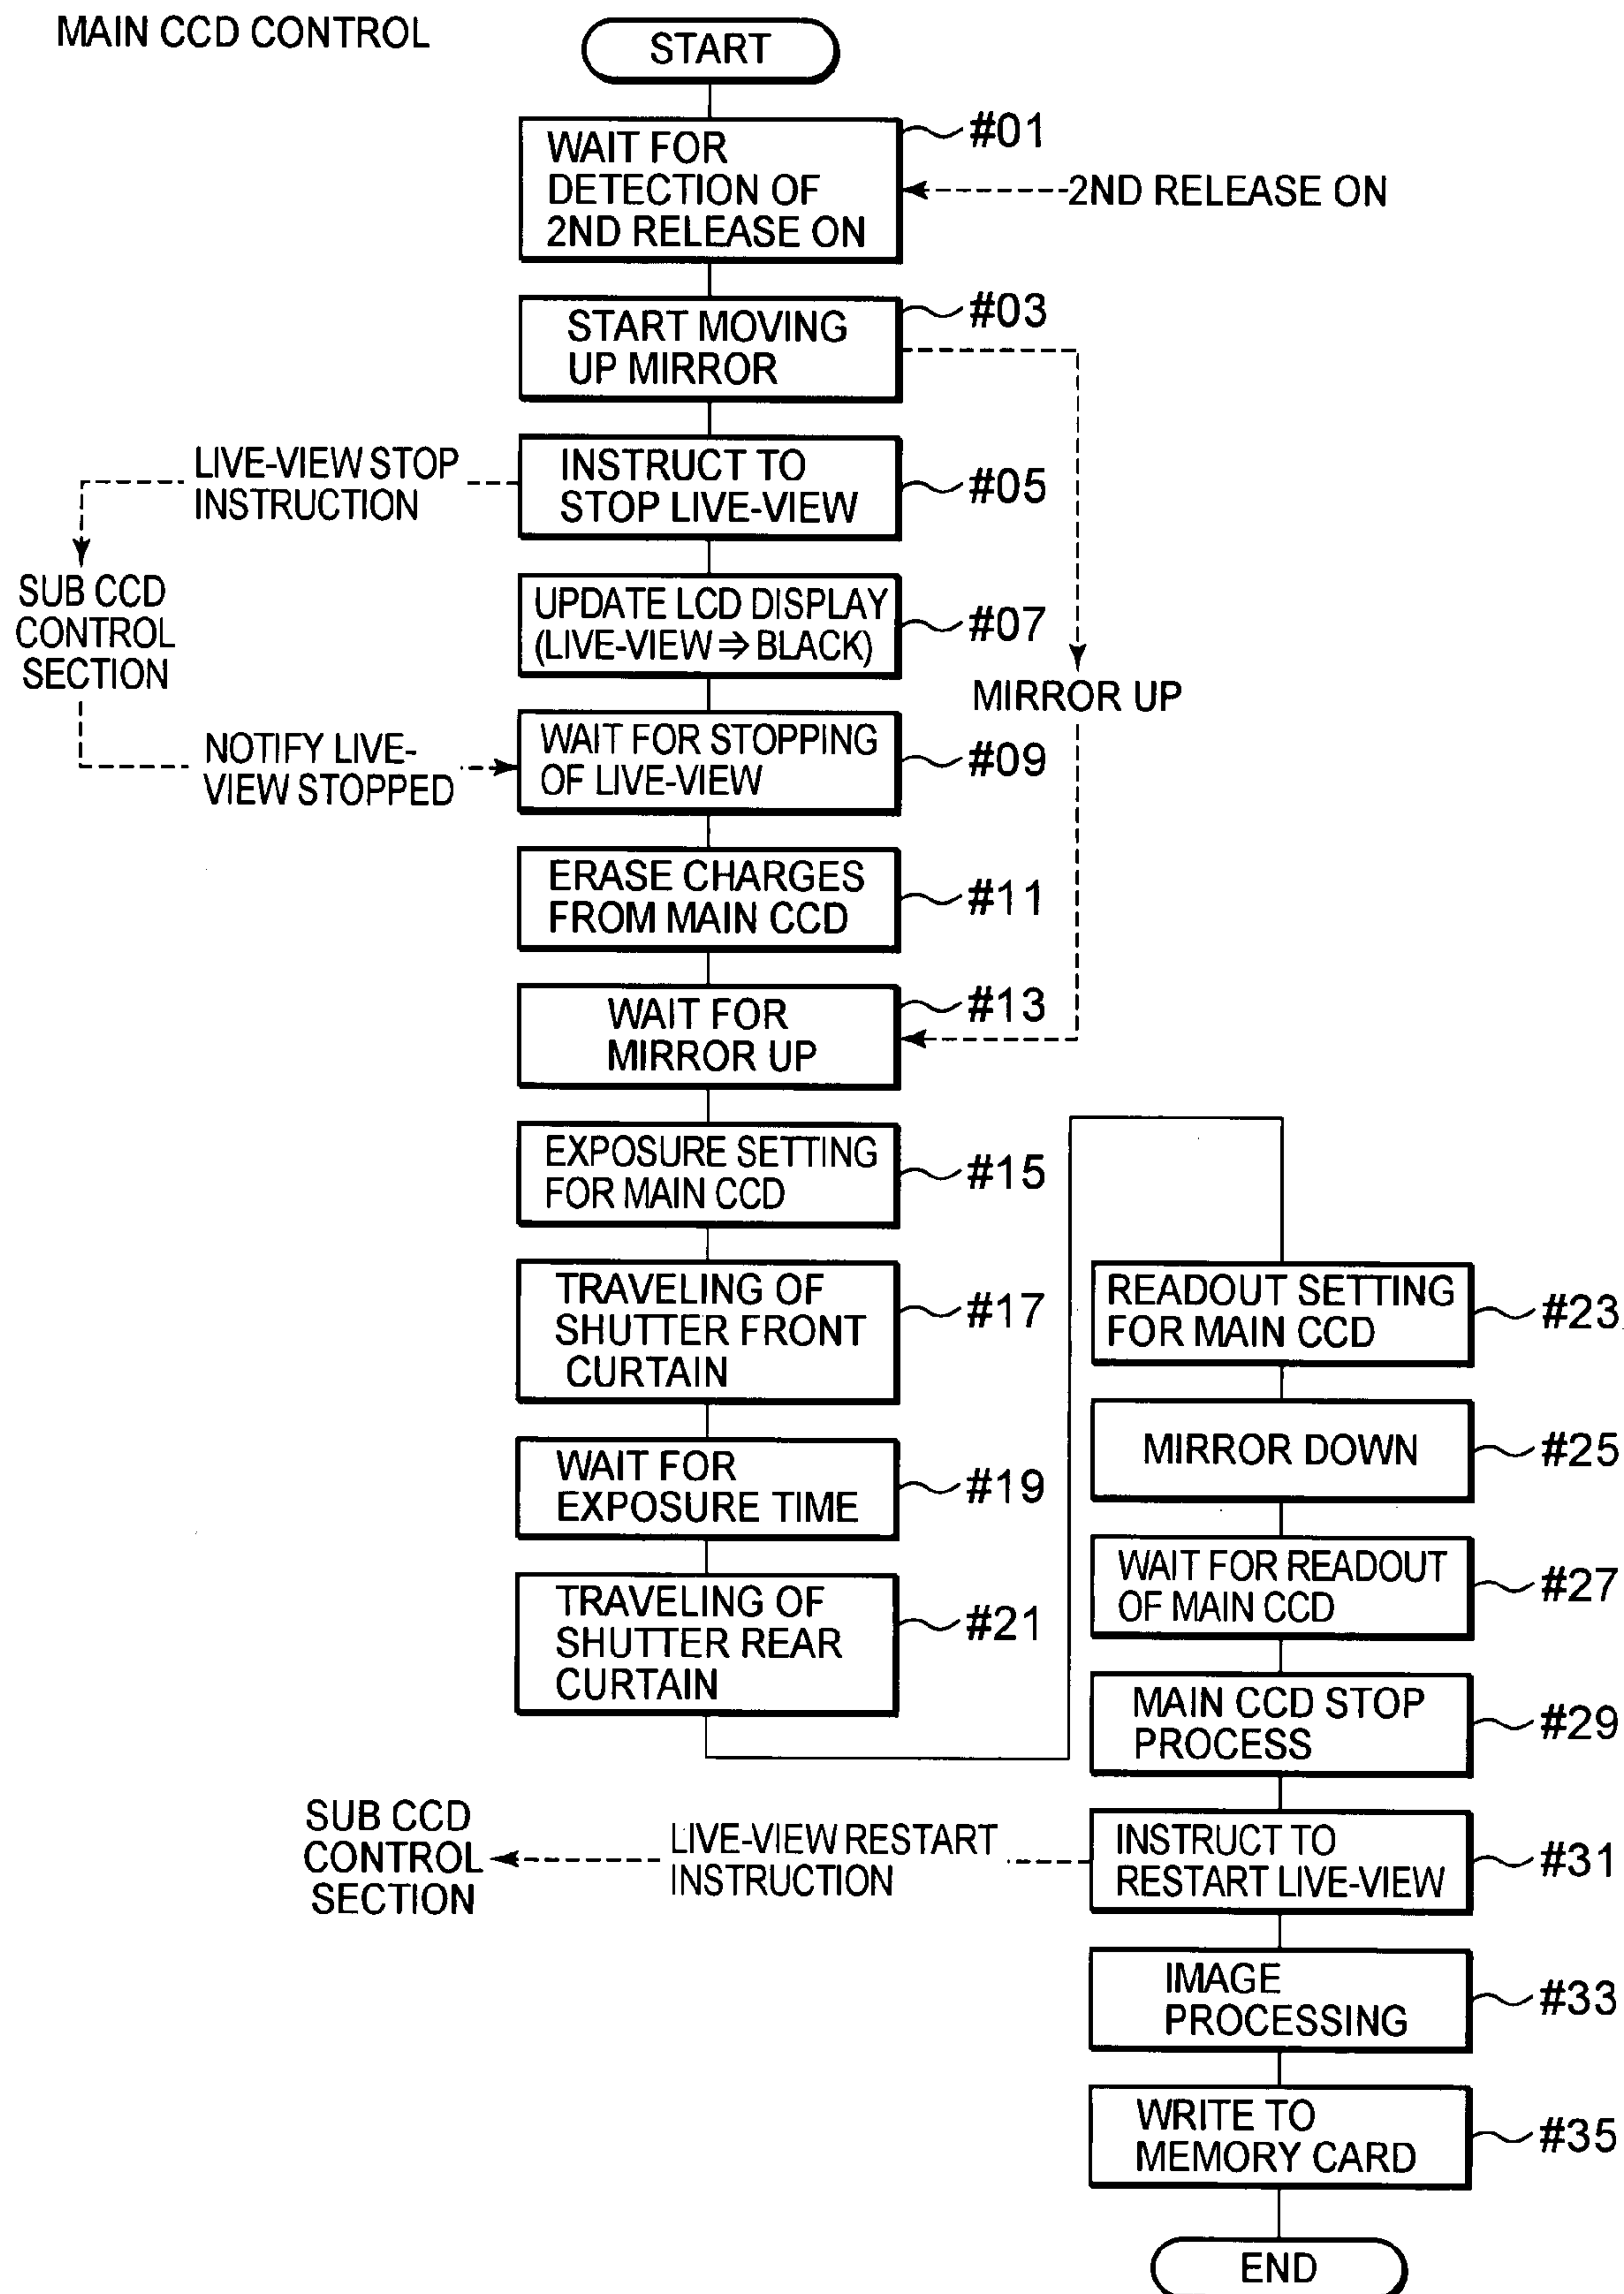 MAIN CCD CONTROL
START
WAIT FOR
DETECTION OF
2ND RELEASE ON
#01
2ND RELEASE ON
START MOVING
UP MIRROR
#03
LIVE-VIEW STOP
INSTRUCTION
INSTRUCT TO
STOP LIVE-VIEW
#05
SUB CCD
CONTROL
SECTION
UPDATE LCD DISPLAY
(LIVE-VIEW ⇒ BLACK)
#07
MIRROR UP
NOTIFY LIVE-
VIEW STOPPED
WAIT FOR STOPPING
OF LIVE-VIEW
#09
ERASE CHARGES
FROM MAIN CCD
#11
WAIT FOR
MIRROR UP
#13
EXPOSURE SETTING
FOR MAIN CCD
#15
TRAVELING OF
SHUTTER FRONT
CURTAIN
#17
WAIT FOR
EXPOSURE TIME
#19
TRAVELING OF
SHUTTER REAR
CURTAIN
#21
READOUT SETTING
FOR MAIN CCD
#23
MIRROR DOWN
#25
WAIT FOR READOUT
OF MAIN CCD
#27
MAIN CCD STOP
PROCESS
#29
SUB CCD
CONTROL
SECTION
LIVE-VIEW RESTART
INSTRUCTION
INSTRUCT TO
RESTART LIVE-VIEW
#31
IMAGE
PROCESSING
#33
WRITE TO
MEMORY CARD
#35
END